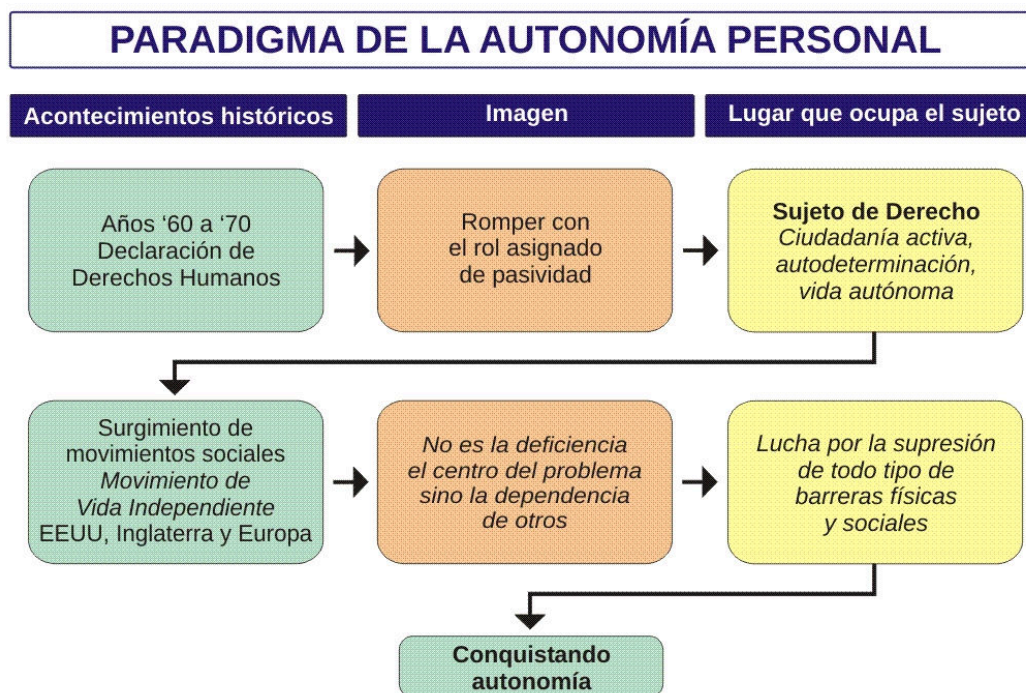 PARADIGMA DE LA AUTONOMÍA PERSONAL
Acontecimientos históricos
Imagen
Lugar que ocupa el sujeto
Años ‘60 a ‘70
Declaración de
Derechos Humanos
Romper con
el rol asignado
de pasividad
Sujeto de Derecho
Ciudadanía activa,
autodeterminación,
vida autónoma
Surgimiento de
movimientos sociales
Movimiento de
Vida Independiente
EEUU, Inglaterra y Europa
No es la deficiencia
el centro del problema
sino la dependencia
de otros
Lucha por la supresión
de todo tipo de
barreras físicas
y sociales
Conquistando
autonomía